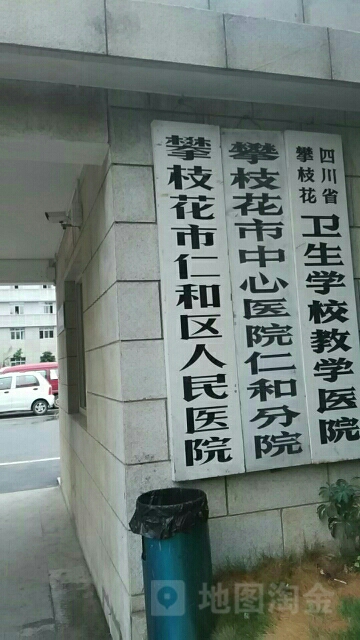 攀枝花市仁和区人民医院
攀枝花市中心医院仁和分院
四川省
攀枝花
卫生学校教学医院
地图淘金